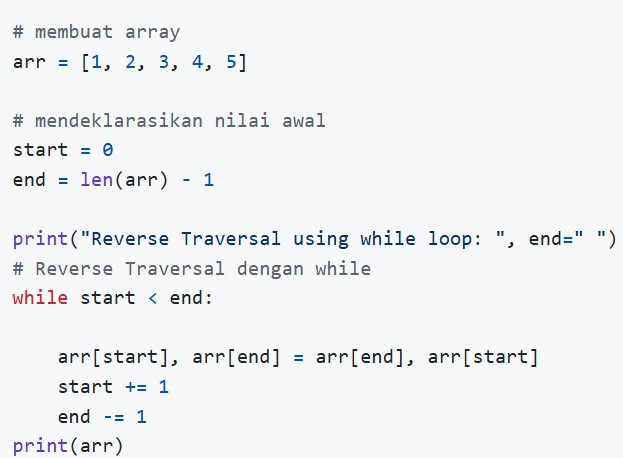 # membuat array
arr = [1, 2, 3, 4, 5]
# mendeklarasikan nilai awal
start = 0
end = len(arr) - 1
print("Reverse Traversal using while loop: ", end=" ")
# Reverse Traversal dengan while
while start < end:
    arr[start], arr[end] = arr[end], arr[start]
    start += 1
    end -= 1
print(arr)